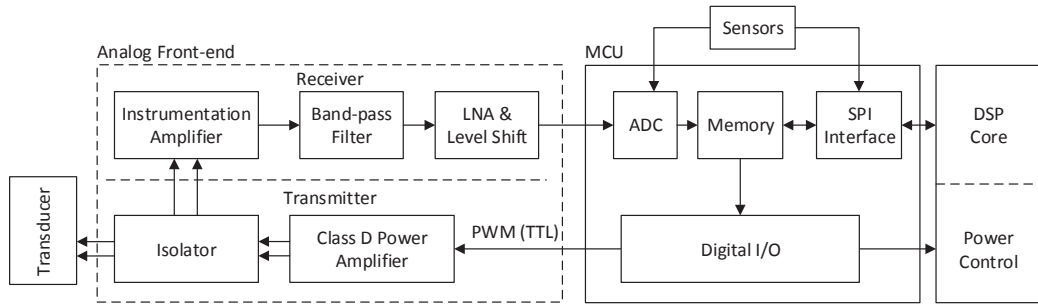 Sensors
Analog Front-end
MCU
Receiver
Instrumentation
Amplifier
Band-pass
Filter
LNA &
Level Shift
ADC
Memory
SPI
Interface
DSP
Core
Transmitter
Transducer
Isolator
Class D Power
Amplifier
PWM (TTL)
Digital I/O
Power
Control